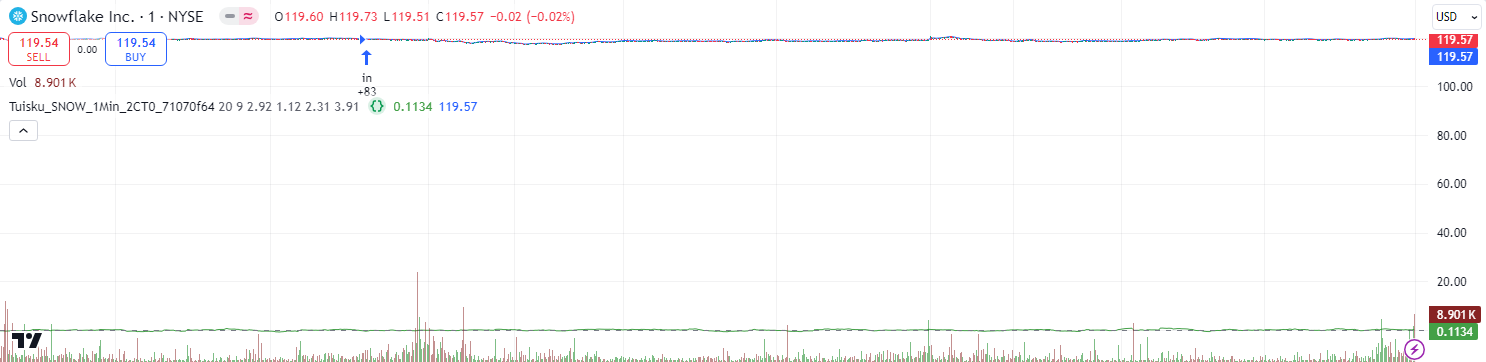 Snowflake Inc. · 1 · NYSE O119.60 H119.73 L119.51 C119.57 −0.02 (−0.02%)
USD
119.54
SELL
0.00
119.54
BUY
119.57
119.57
in
+83
Vol 8.901K
100.00
Tuisku_SNOW_1Min_2CT0_71070f64 20 9 2.92 1.12 2.31 3.91 {} 0.1134 119.57
80.00
60.00
40.00
20.00
8.901K
0.1134